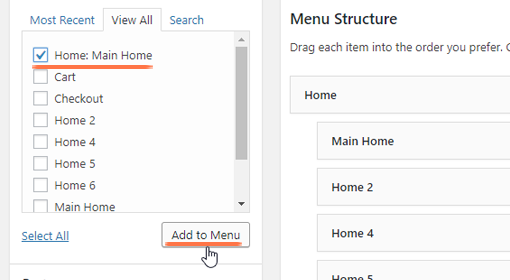 Most Recent
View All
Search
Home: Main Home
Cart
Checkout
Home 2
Home 4
Home 5
Home 6
Main Home
Select All
Add to Menu
Menu Structure
Drag each item into the order you prefer.
Home
Main Home
Home 2
Home 4
Home 5